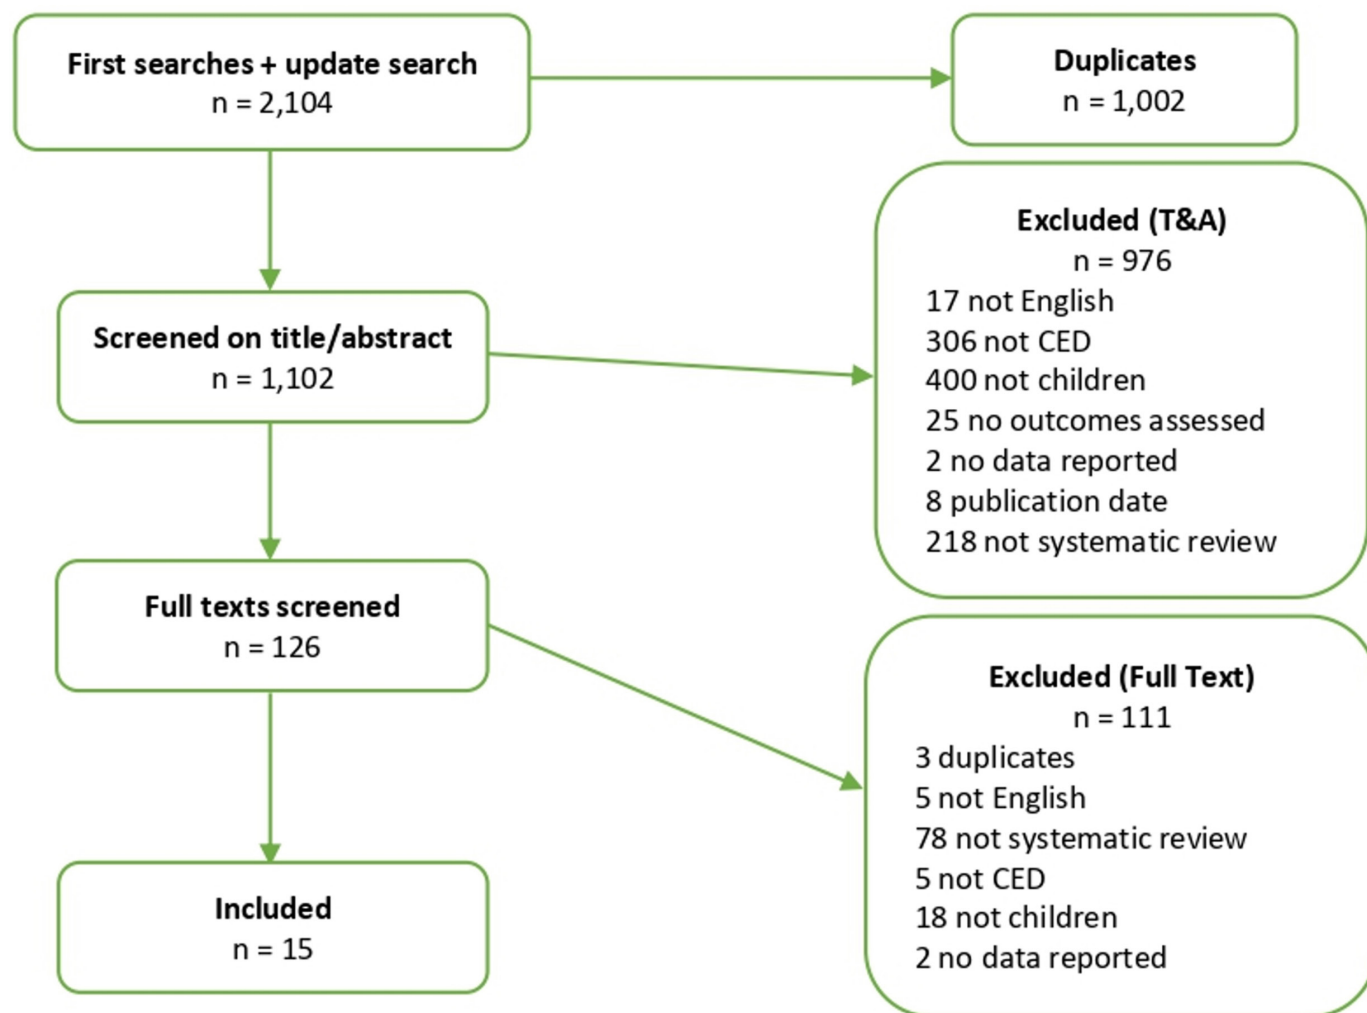 First searches + update search
n = 2,104
Duplicates
n = 1,002
Excluded (T&A)
n = 976
17 not English
306 not CED
400 not children
25 no outcomes assessed
2 no data reported
8 publication date
218 not systematic review
Screened on title/abstract
n = 1,102
Full texts screened
n = 126
Excluded (Full Text)
n = 111
3 duplicates
5 not English
78 not systematic review
5 not CED
18 not children
2 no data reported
Included
n = 15